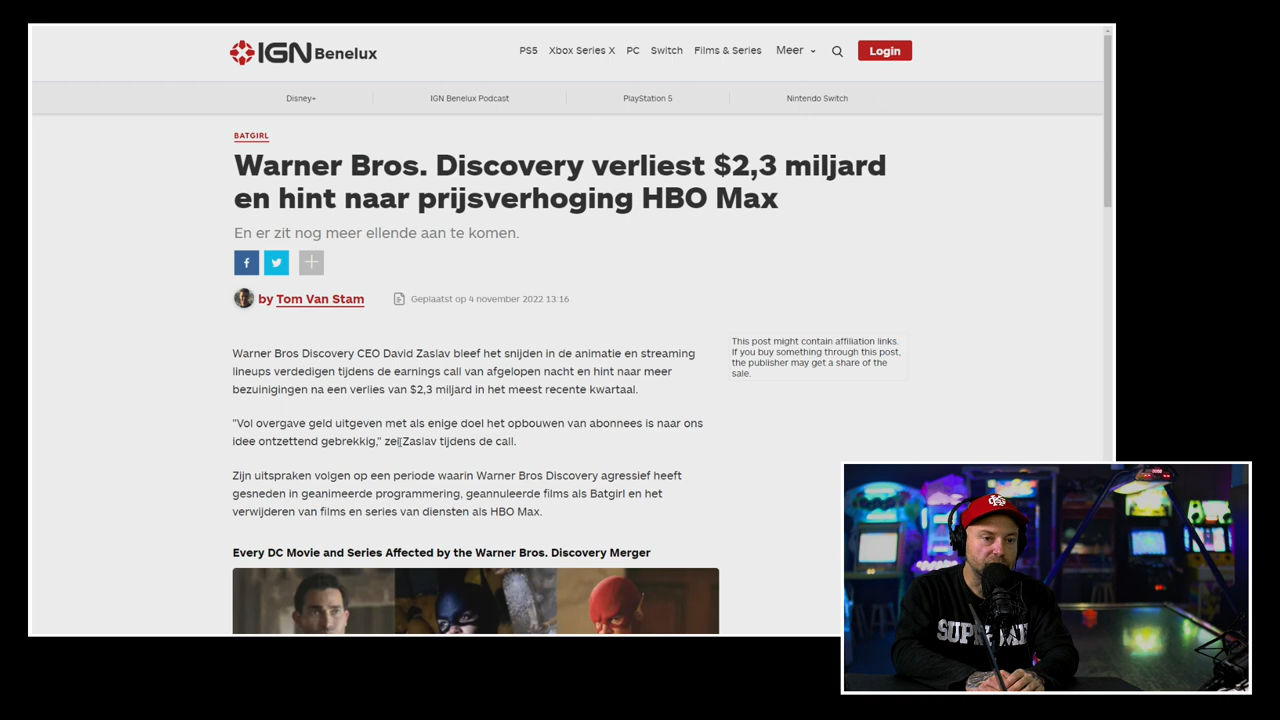 IGN Benelux
PS5 Xbox Series X PC Switch Films & Series Meer Login
Disney+ IGN Benelux Podcast PlayStation 5 Nintendo Switch
BATGIRL
Warner Bros. Discovery verliest $2,3 miljard
en hint naar prijsverhoging HBO Max
En er zit nog meer ellende aan te komen.
by Tom Van Stam Geplaatst op 4 november 2022 13:16
This post might contain affiliation links.
If you buy something through this post,
the publisher may get a share of the
sale.
Warner Bros Discovery CEO David Zaslav bleef het snijden in de animatie en streaming
lineups verdedigen tijdens de earnings call van afgelopen nacht en hint naar meer
bezuinigingen na een verlies van $2,3 miljard in het meest recente kwartaal.
"Vol overgave geld uitgeven met als enige doel het opbouwen van abonnees is naar ons
idee ontzettend gebrekkig," zei Zaslav tijdens de call.
Zijn uitspraken volgen op een periode waarin Warner Bros Discovery agressief heeft
gesneden in geanimeerde programmering, geannuleerde films als Batgirl en het
verwijderen van films en series van diensten als HBO Max.
Every DC Movie and Series Affected by the Warner Bros. Discovery Merger